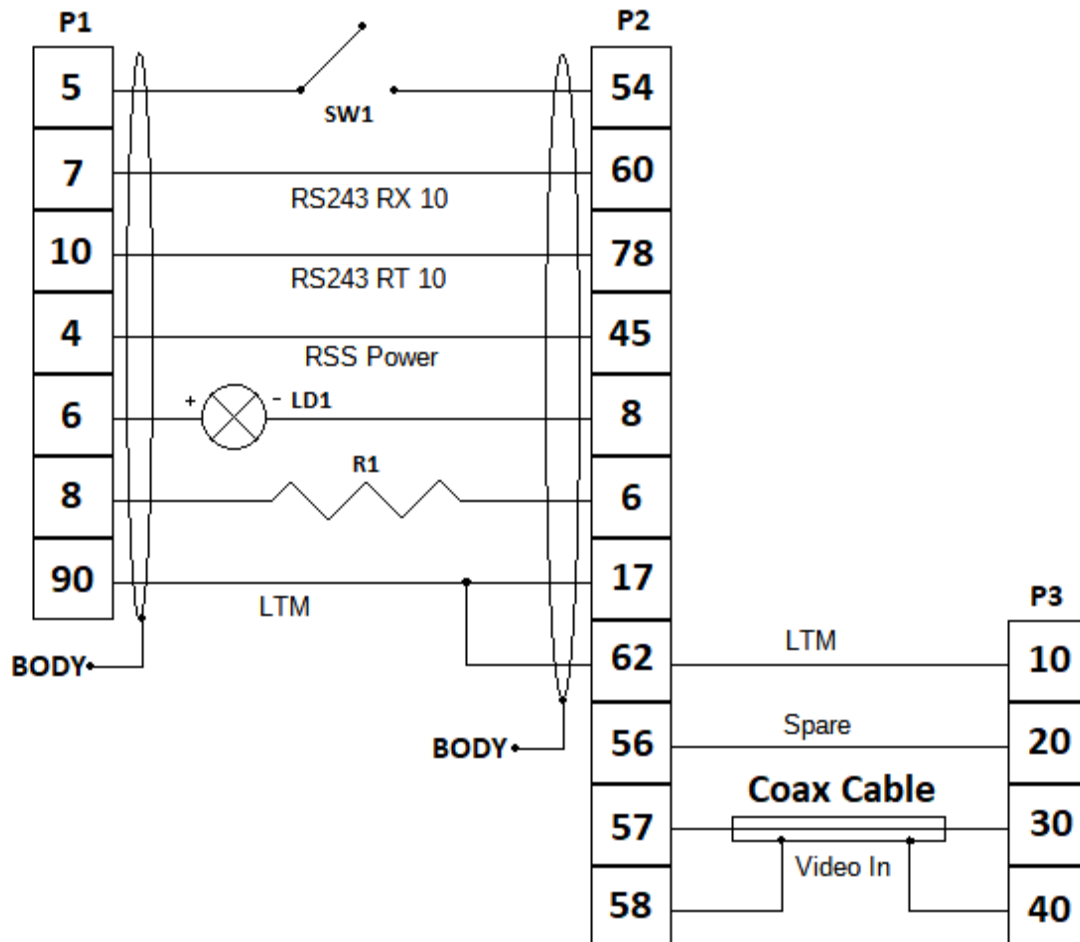 P1
P2
5
54
SW1
7
60
RS243 RX 10
10
78
RS243 RT 10
4
45
RSS Power
6
+
-
LD1
8
8
R1
6
90
17
LTM
P3
BODY
62
LTM
10
BODY
56
Spare
20
Coax Cable
57
30
Video In
58
40